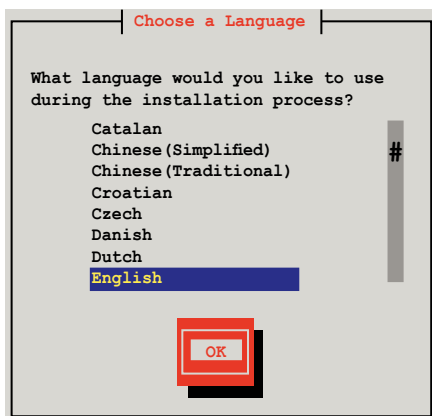 Choose a Language
What language would you like to use
during the installation process?
Catalan
Chinese(Simplified)
#
Chinese(Traditional)
Croatian
Czech
Danish
Dutch
English
OK